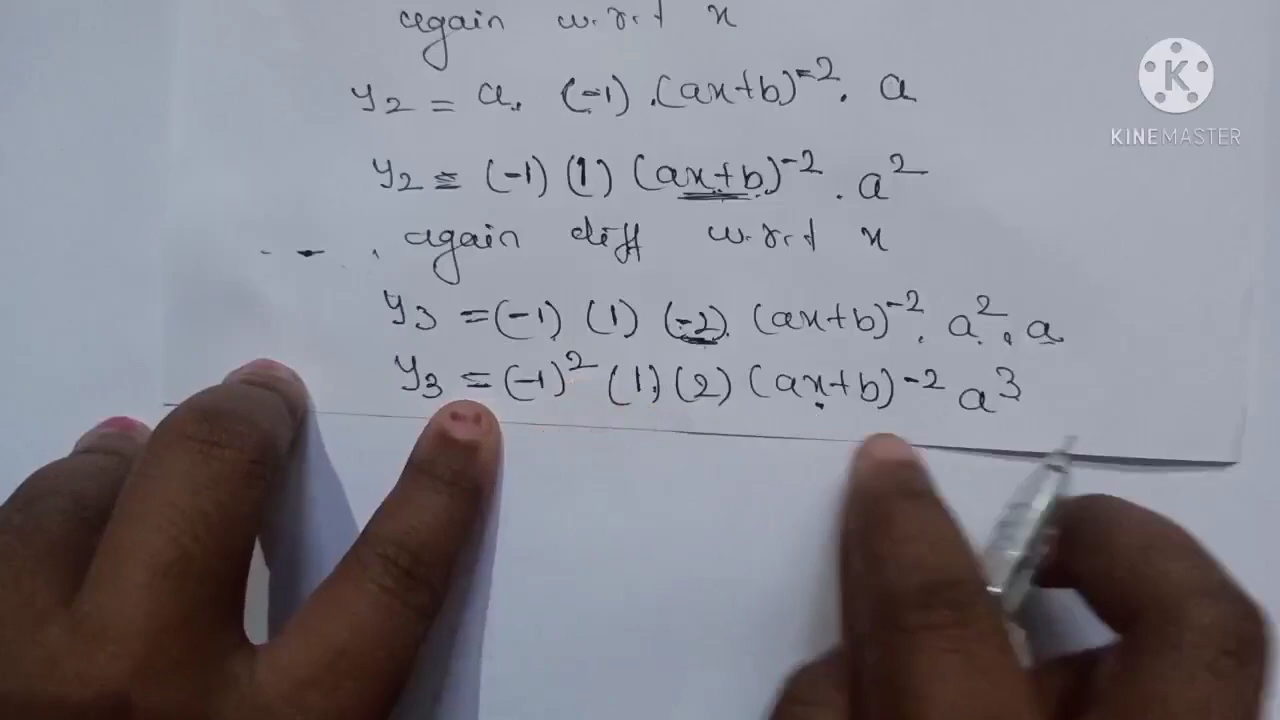 again w.r.t x
y₂ = a. (-1) .(ax+b)⁻². a
y₂ = (-1) (1) (ax+b)⁻² . a²
again diff w.r.t x
y₃ = (-1) (1) (-2). (ax+b)⁻². a². a
y₃ = (-1)² (1) (2) (ax+b)⁻² a³
K
KINEMASTER